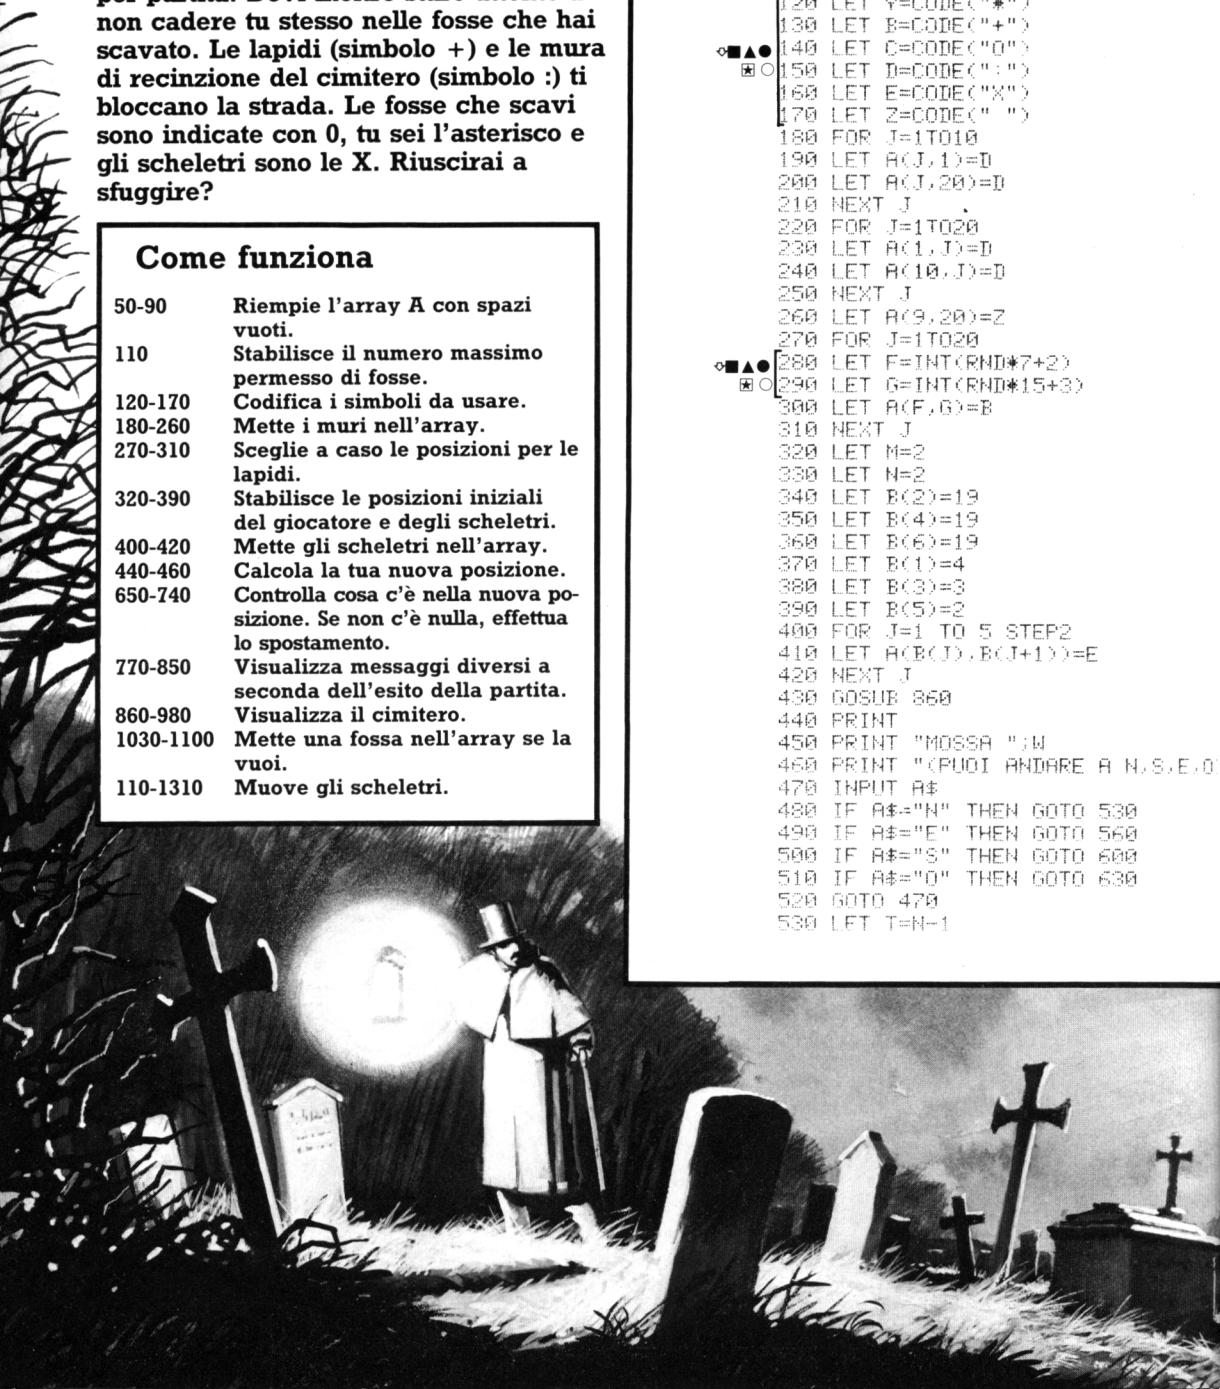 non cadere tu stesso nelle fosse che hai
scavato. Le lapidi (simbolo +) e le mura
di recinzione del cimitero (simbolo :) ti
bloccano la strada. Le fosse che scavi
sono indicate con 0, tu sei l'asterisco e
gli scheletri sono le X. Riuscirai a
sfuggire?
Come funziona
50-90 Riempie l'array A con spazi
vuoti.
110 Stabilisce il numero massimo
permesso di fosse.
120-170 Codifica i simboli da usare.
180-260 Mette i muri nell'array.
270-310 Sceglie a caso le posizioni per le
lapidi.
320-390 Stabilisce le posizioni iniziali
del giocatore e degli scheletri.
400-420 Mette gli scheletri nell'array.
440-460 Calcola la tua nuova posizione.
650-740 Controlla cosa c'è nella nuova po-
sizione. Se non c'è nulla, effettua
lo spostamento.
770-850 Visualizza messaggi diversi a
seconda dell'esito della partita.
860-980 Visualizza il cimitero.
1030-1100 Mette una fossa nell'array se la
vuoi.
110-1310 Muove gli scheletri.
120 LET Y=CODE("*")
130 LET B=CODE("+")
140 LET C=CODE("O")
150 LET D=CODE(":")
160 LET E=CODE("X")
170 LET Z=CODE(" ")
180 FOR J=1TO10
190 LET A(J,1)=D
200 LET A(J,20)=D
210 NEXT J
220 FOR J=1TO20
230 LET A(1,J)=D
240 LET A(10,J)=D
250 NEXT J
260 LET A(9,20)=Z
270 FOR J=1TO20
280 LET F=INT(RND*7+2)
290 LET G=INT(RND*15+3)
300 LET A(F,G)=B
310 NEXT J
320 LET M=2
330 LET N=2
340 LET B(2)=19
350 LET B(4)=19
360 LET B(6)=19
370 LET B(1)=4
380 LET B(3)=3
390 LET B(5)=2
400 FOR J=1 TO 5 STEP2
410 LET A(B(J),B(J+1))=E
420 NEXT J
430 GOSUB 860
440 PRINT
450 PRINT "MOSSA ";W
460 PRINT "(PUOI ANDARE A N,S,E,O
470 INPUT A$
480 IF A$="N" THEN GOTO 530
490 IF A$="E" THEN GOTO 560
500 IF A$="S" THEN GOTO 600
510 IF A$="O" THEN GOTO 630
520 GOTO 470
530 LET T=N-1